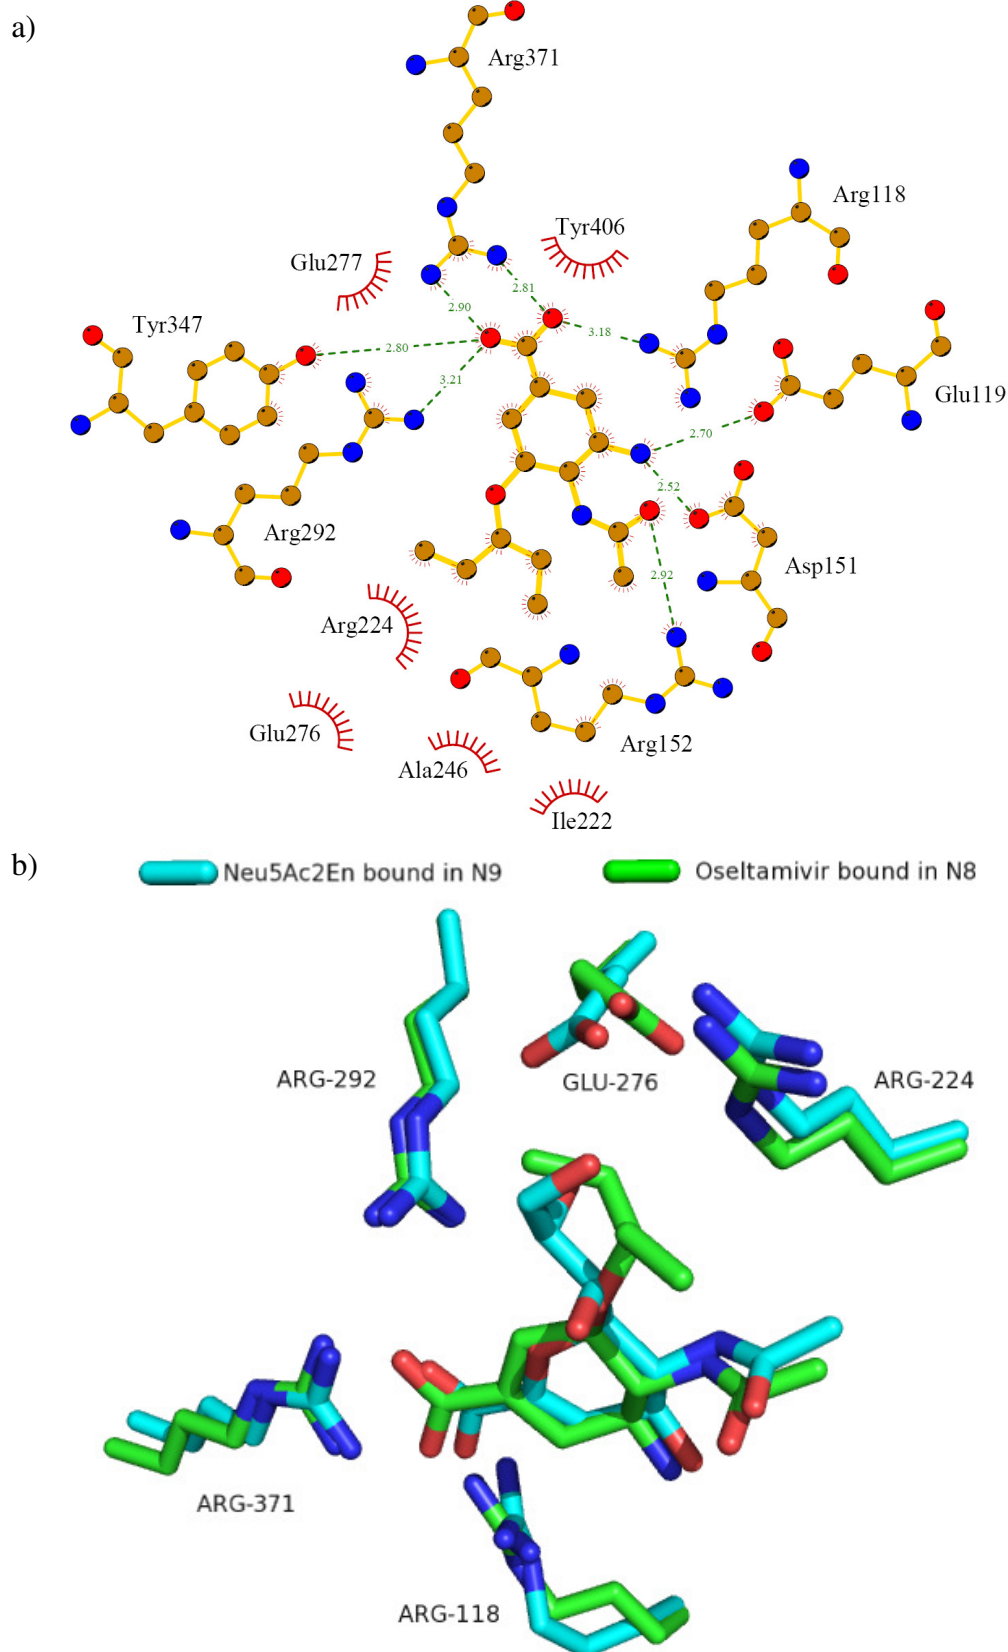 a)
Arg371
Arg118
Tyr406
Glu277
2.81
2.90
Tyr347
3.18
2.80
3.21
Glu119
2.70
2.52
Arg292
Asp151
2.92
Arg224
Glu276
Arg152
Ala246
Ile222
b)
Neu5Ac2En bound in N9
Oseltamivir bound in N8
ARG-292
GLU-276
ARG-224
ARG-371
ARG-118